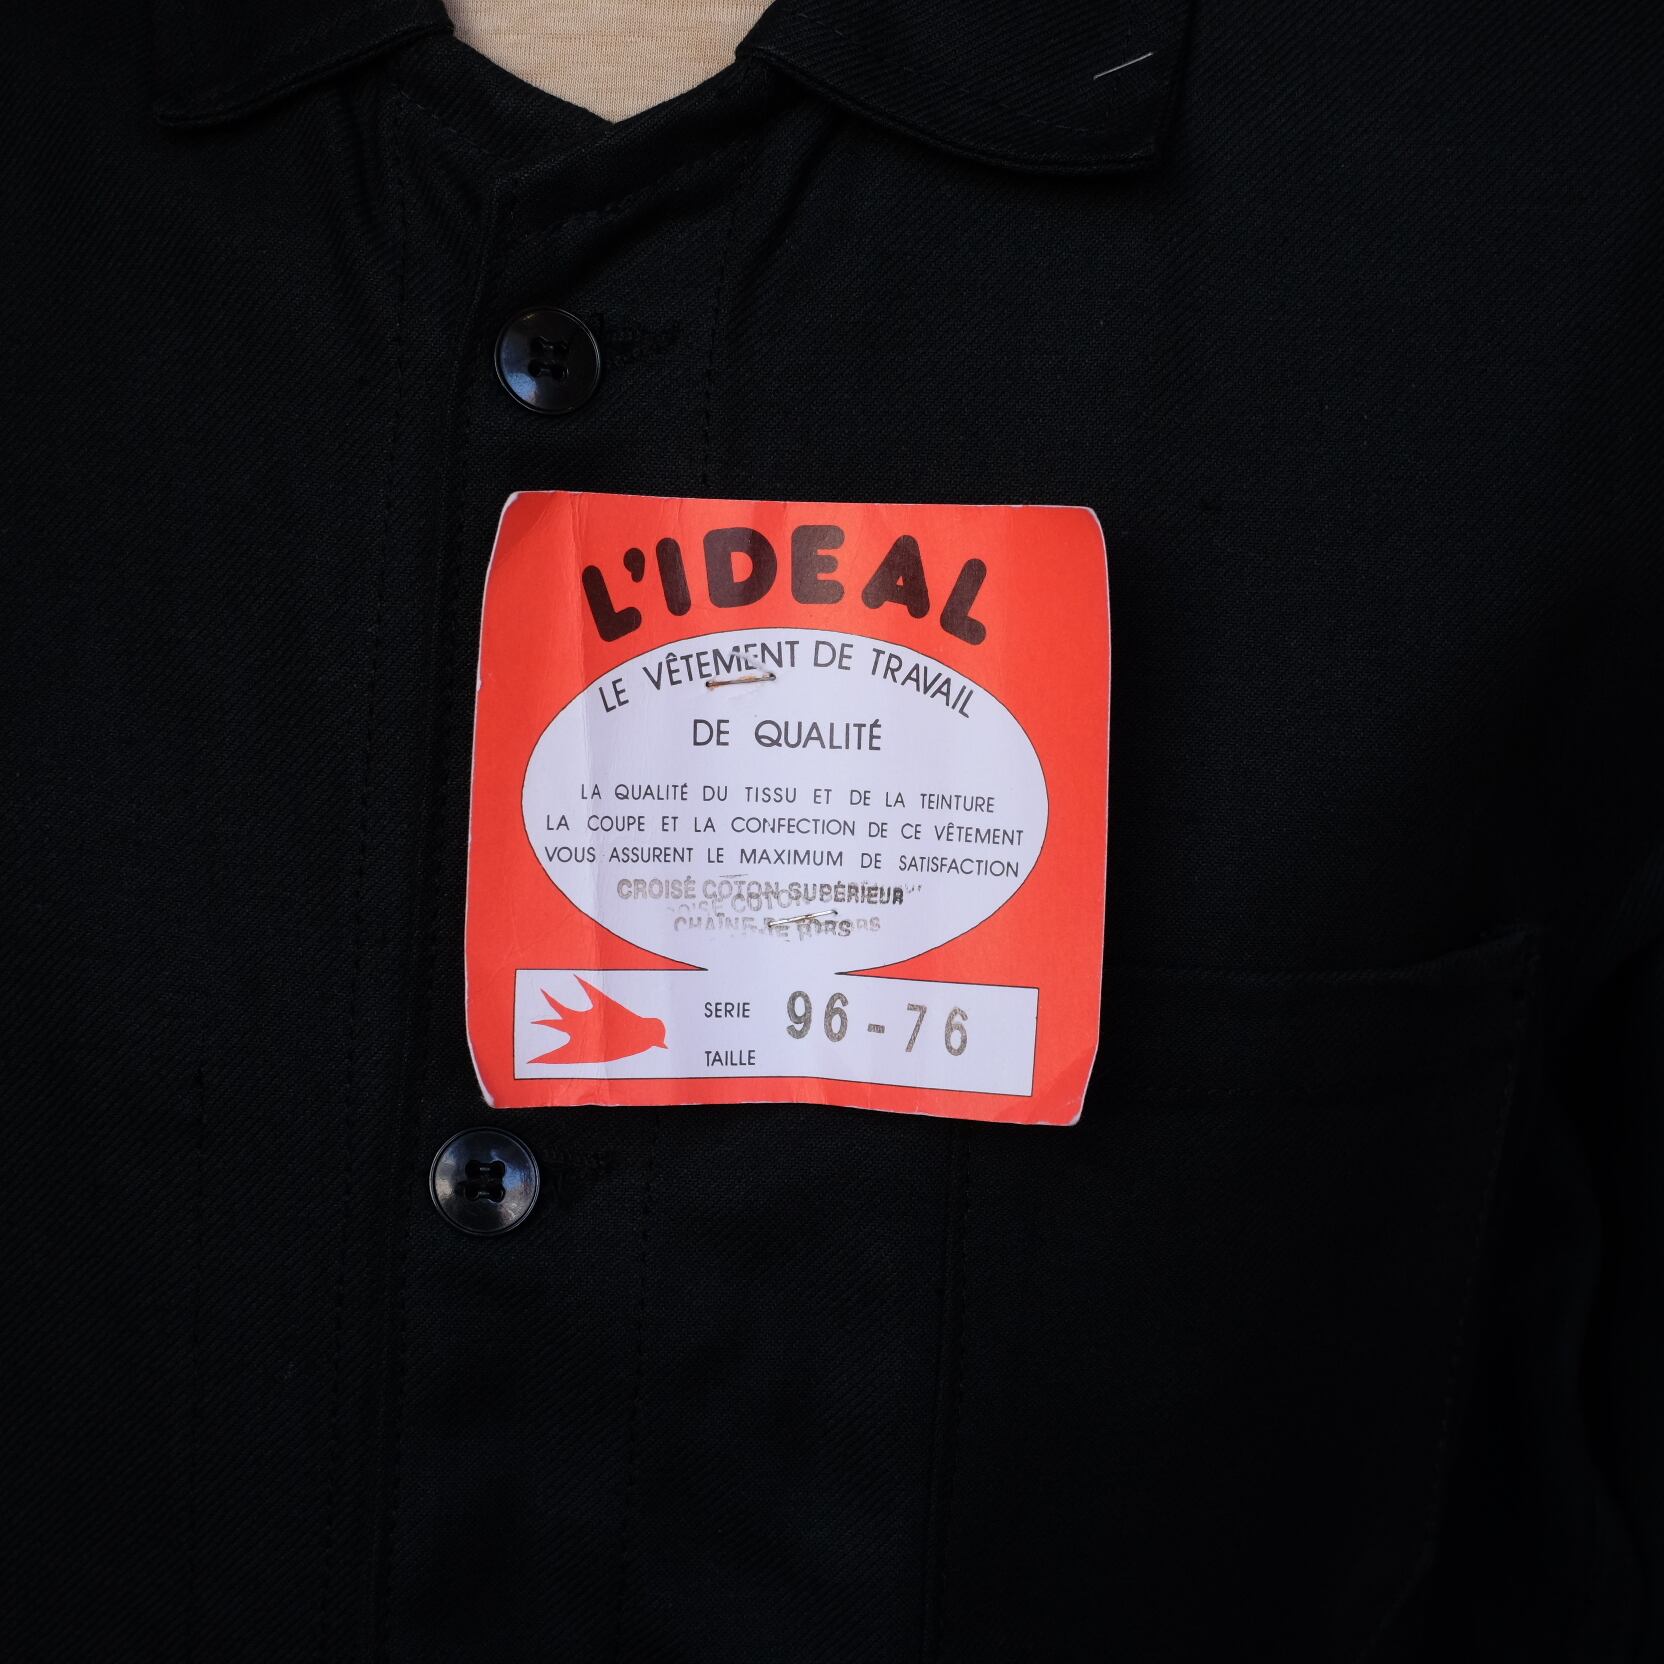 L'IDEAL
LE VÊTEMENT DE TRAVAIL
DE QUALITÉ
LA QUALITÉ DU TISSU ET DE LA TEINTURE
LA COUPE ET LA CONFECTION DE CE VÊTEMENT
VOUS ASSURENT LE MAXIMUM DE SATISFACTION
CROISÉ COTON SUPÉRIEUR
CHAÎNE
SERIE 96-76
TAILLE